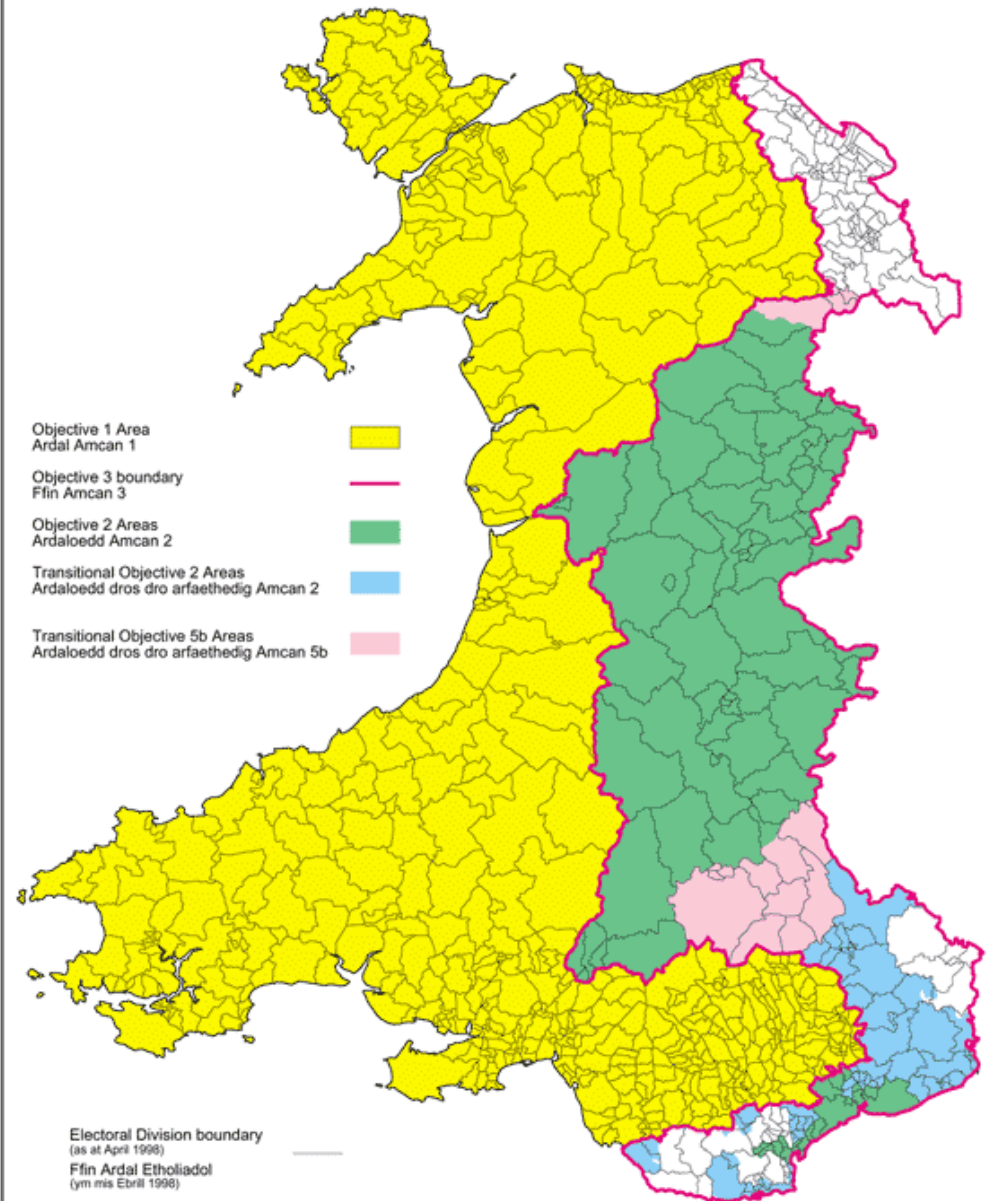 Objective 1 Area
Ardal Amcan 1
Objective 3 boundary
Ffin Amcan 3
Objective 2 Areas
Ardaloedd Amcan 2
Transitional Objective 2 Areas
Ardaloedd dros dro arfaethedig Amcan 2
Transitional Objective 5b Areas
Ardaloedd dros dro arfaethedig Amcan 5b
Electoral Division boundary
(as at April 1998)
Ffin Ardal Etholiadol
(ym mis Ebrill 1998)